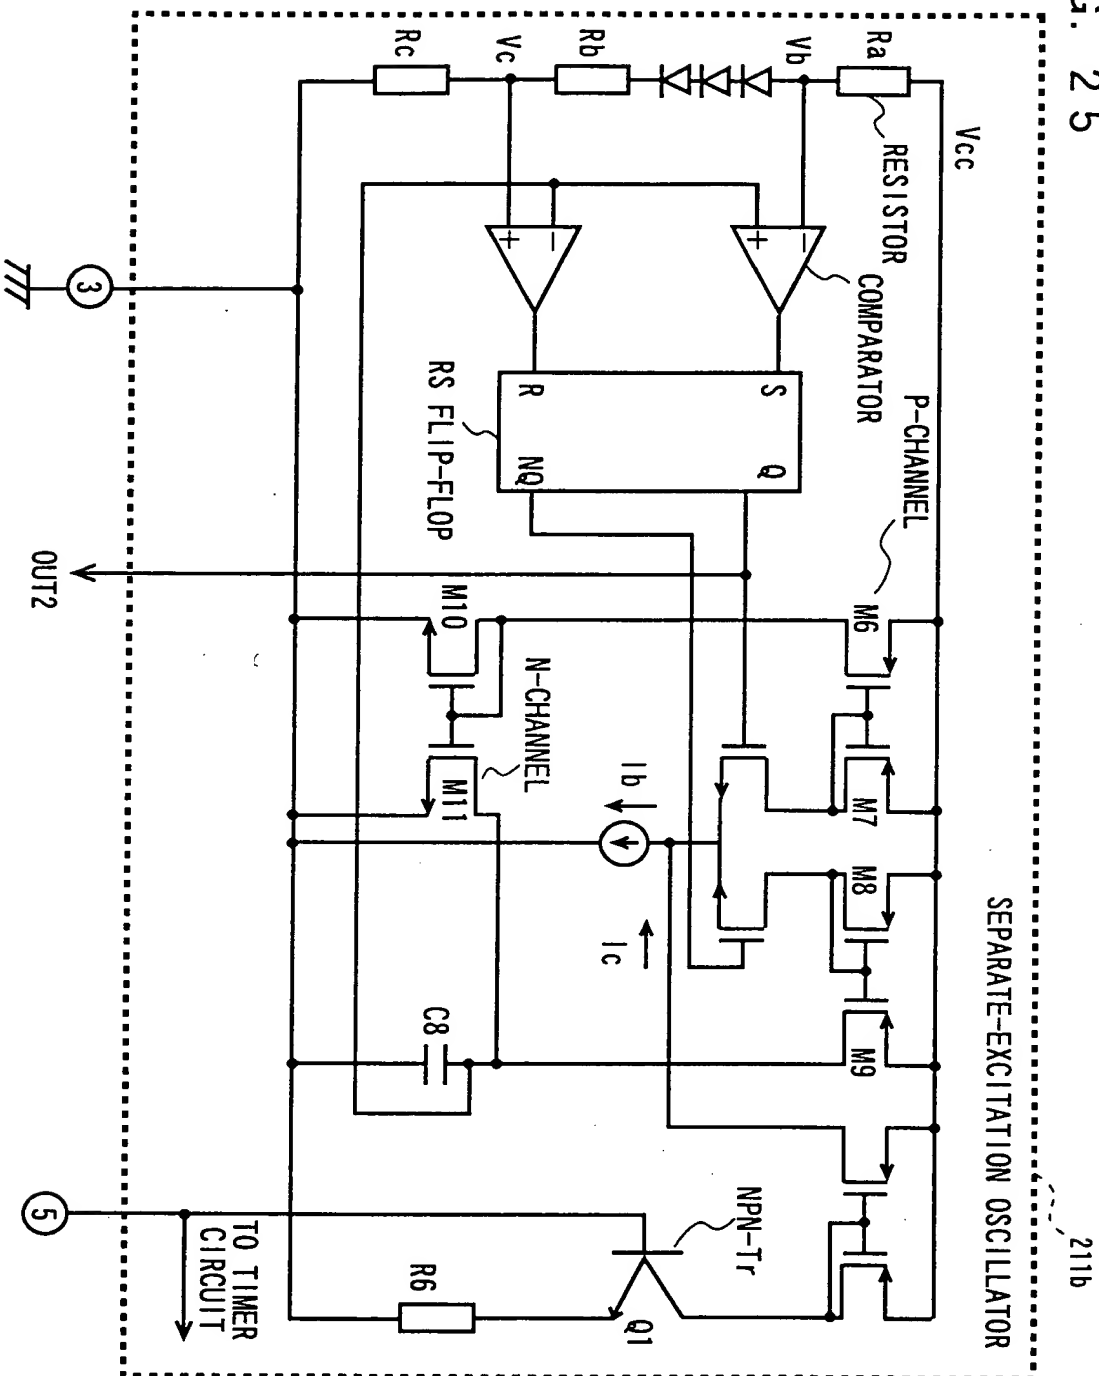 G. 25
SEPARATE-EXCITATION OSCILLATOR
211b
Vcc
Ra
RESISTOR
Vb
Rb
Vc
Rc
COMPARATOR
-
+
-
+
P-CHANNEL
S
Q
R
NQ
RS FLIP-FLOP
M6
M7
M8
M9
M10
N-CHANNEL
M11
Ib
Ic
C8
NPN-Tr
Q1
R6
TO TIMER
CIRCUIT
3
OUT2
5